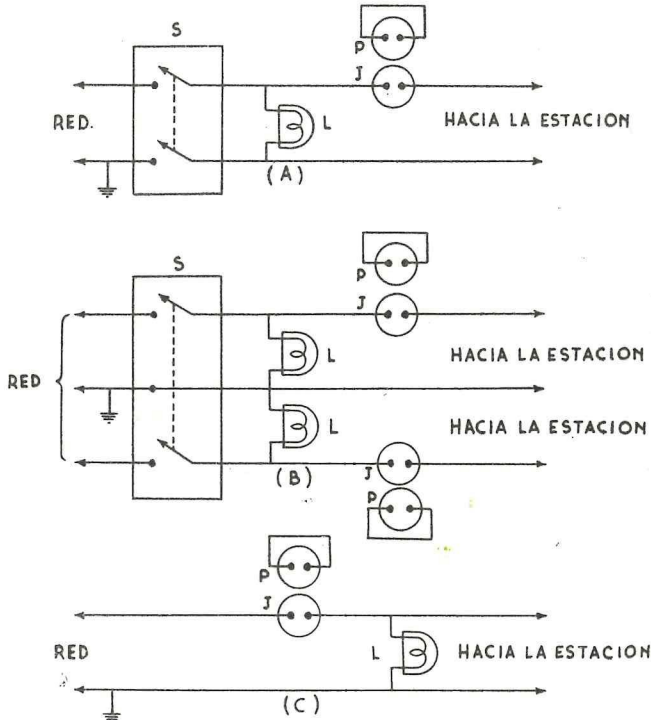 S
P
J
RED.
L
HACIA LA ESTACION
(A)
S
P
J
L
HACIA LA ESTACION
RED
L
HACIA LA ESTACION
(B)
J
P
P
J
RED
L
HACIA LA ESTACION
(C)